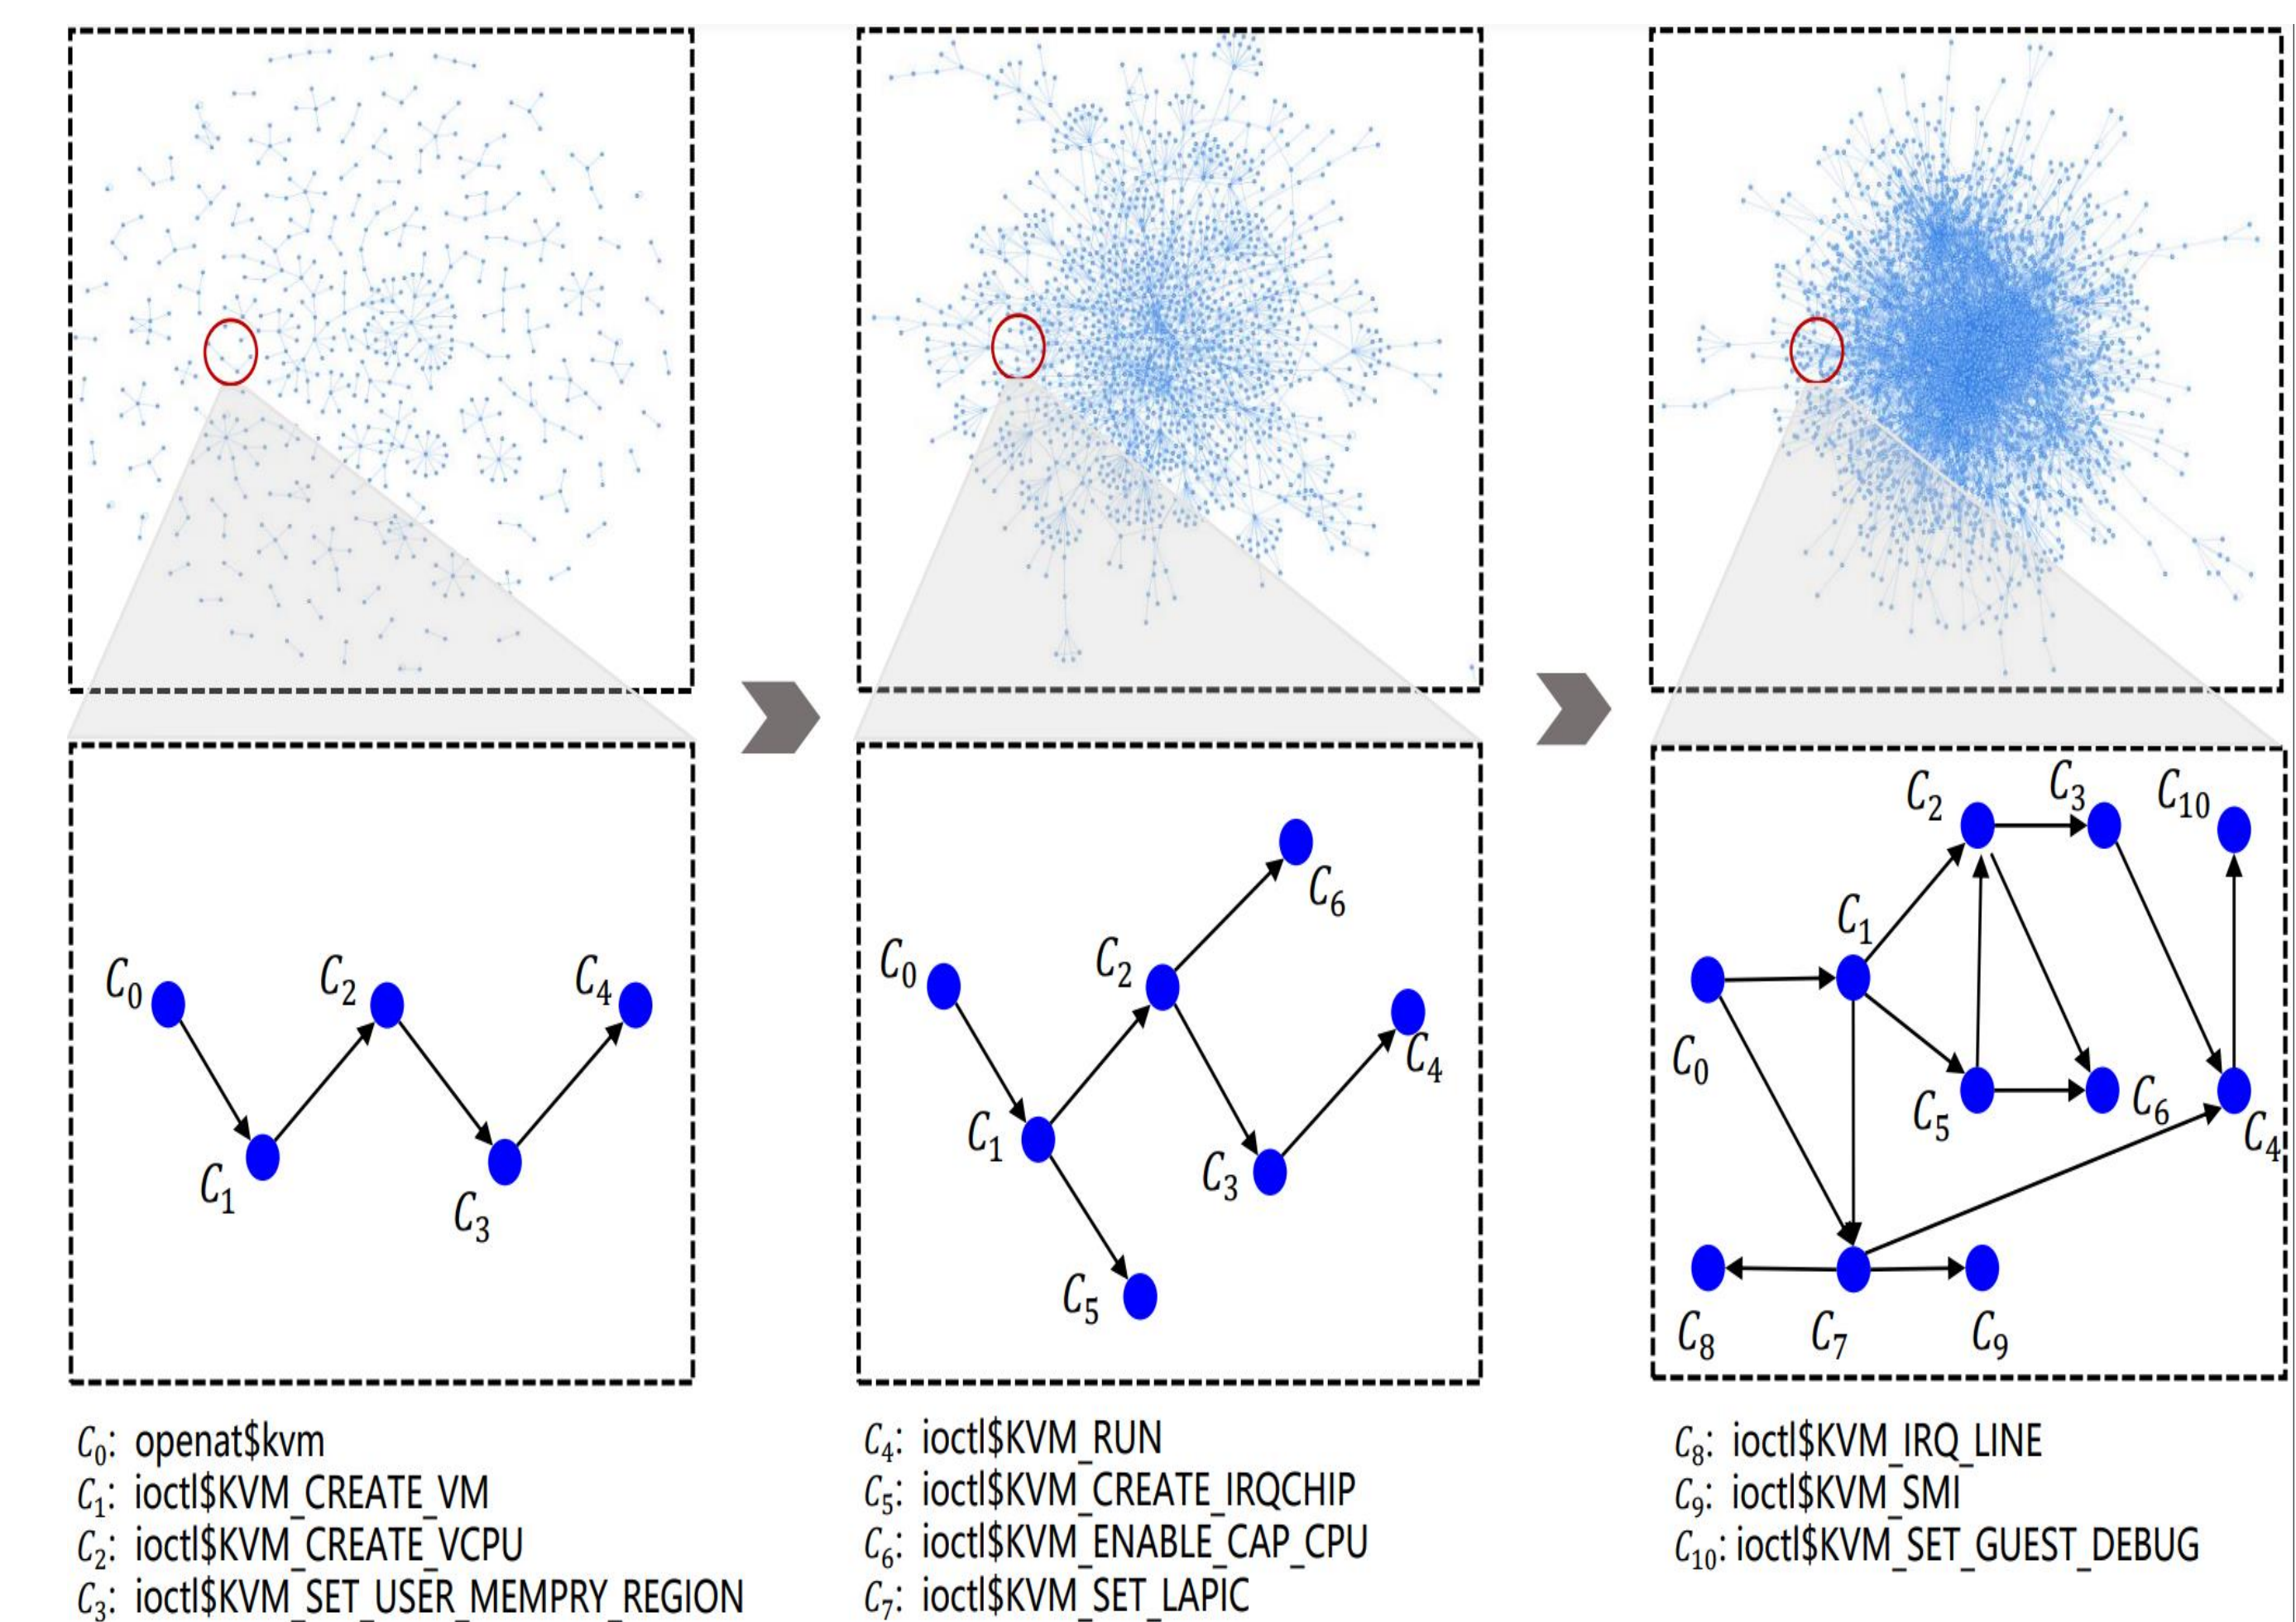 C0
C2
C4
C1
C3
C6
C0
C2
C4
C1
C3
C5
C2
C3
C10
C1
C0
C5
C6
C4
C8
C7
C9
C0: openat$kvm
C1: ioctl$KVM_CREATE_VM
C2: ioctl$KVM_CREATE_VCPU
C3: ioctl$KVM_SET_USER_MEMPRY_REGION
C4: ioctl$KVM_RUN
C5: ioctl$KVM_CREATE_IRQCHIP
C6: ioctl$KVM_ENABLE_CAP_CPU
C7: ioctl$KVM_SET_LAPIC
C8: ioctl$KVM_IRQ_LINE
C9: ioctl$KVM_SMI
C10: ioctl$KVM_SET_GUEST_DEBUG